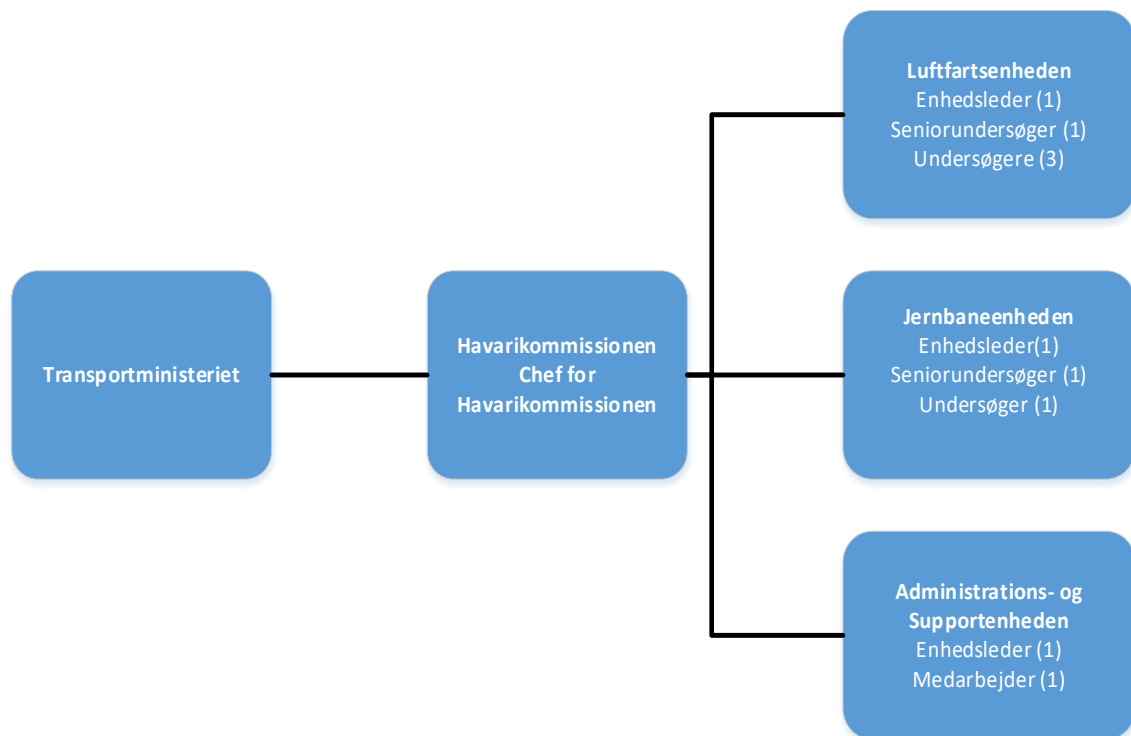 Transportministeriet
Havarikommissionen
Chef for
Havarikommissionen
Luftfartsenheden
Enhedsleder (1)
Seniorundersøger (1)
Undersøgere (3)
Jernbaneenheden
Enhedsleder(1)
Seniorundersøger (1)
Undersøger (1)
Administrations- og
Supportenheden
Enhedsleder (1)
Medarbejder (1)